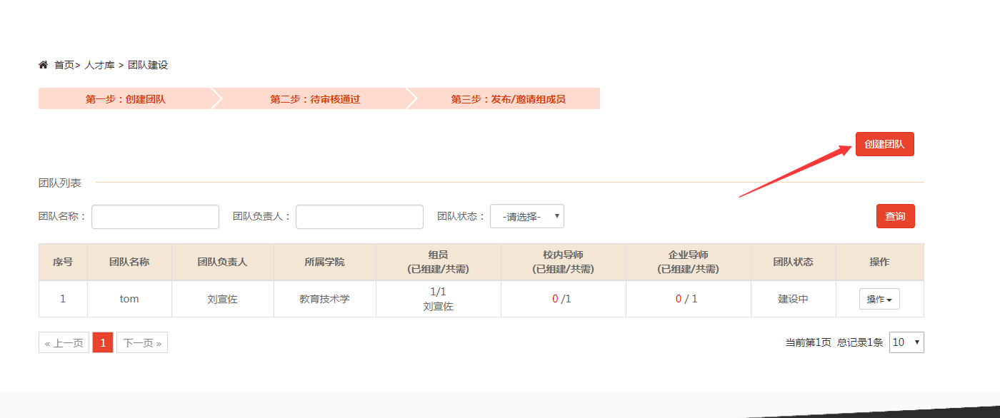 首页> 人才库 > 团队建设
第一步：创建团队 第二步：待审核通过 第三步：发布/邀请组成员
创建团队
团队列表
团队名称： 团队负责人： 团队状态： -请选择- 查询
序号 团队名称 团队负责人 所属学院 组员 (已组建/共需) 校内导师 (已组建/共需) 企业导师 (已组建/共需) 团队状态 操作
1 tom 刘宣佐 教育技术学 1/1 刘宣佐 0 /1 0 / 1 建设中 操作
« 上一页 1 下一页 » 当前第1页 总记录1条 10